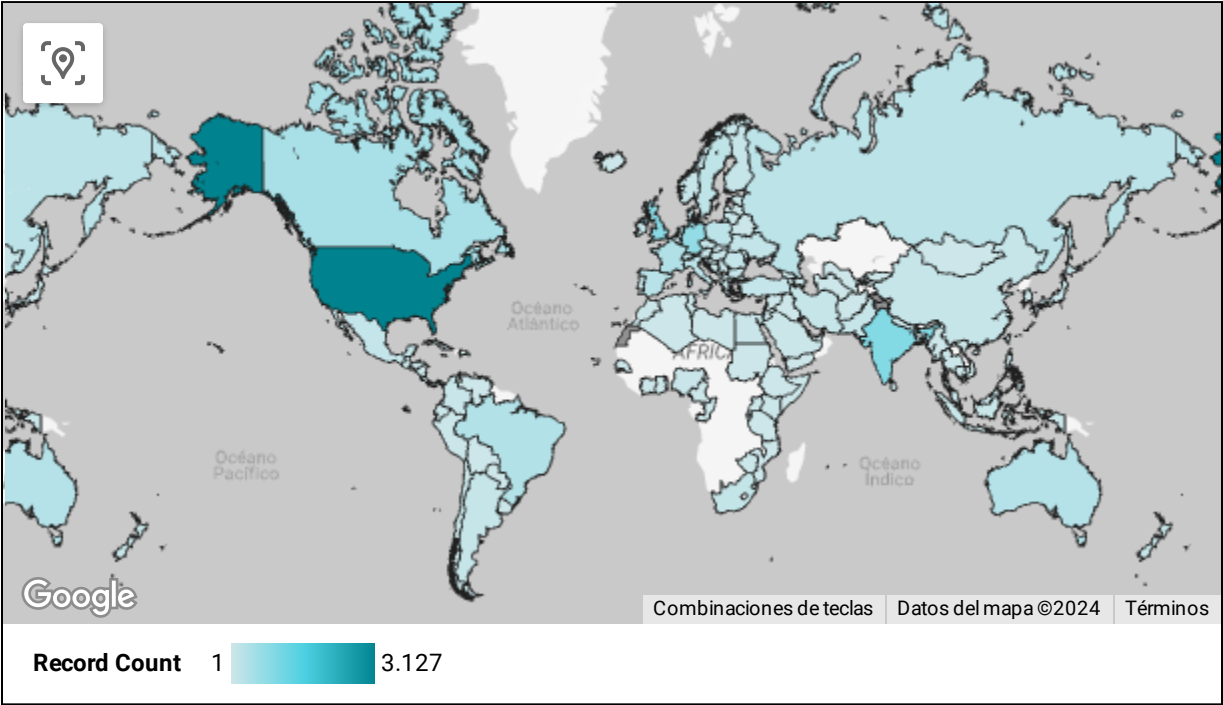 Océano
Atlántico
ÁFRICA
Océano
Pacífico
Océano
Índico
Google
Combinaciones de teclas
Datos del mapa ©2024
Términos
Record Count
1
3.127